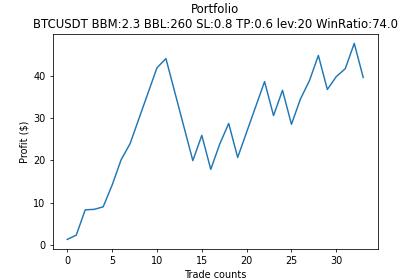 Portfolio
BTCUSDT BBM:2.3 BBL:260 SL:0.8 TP:0.6 lev:20 WinRatio:74.0
40
30
20
10
0
Profit ($)
0 5 10 15 20 25 30
Trade counts